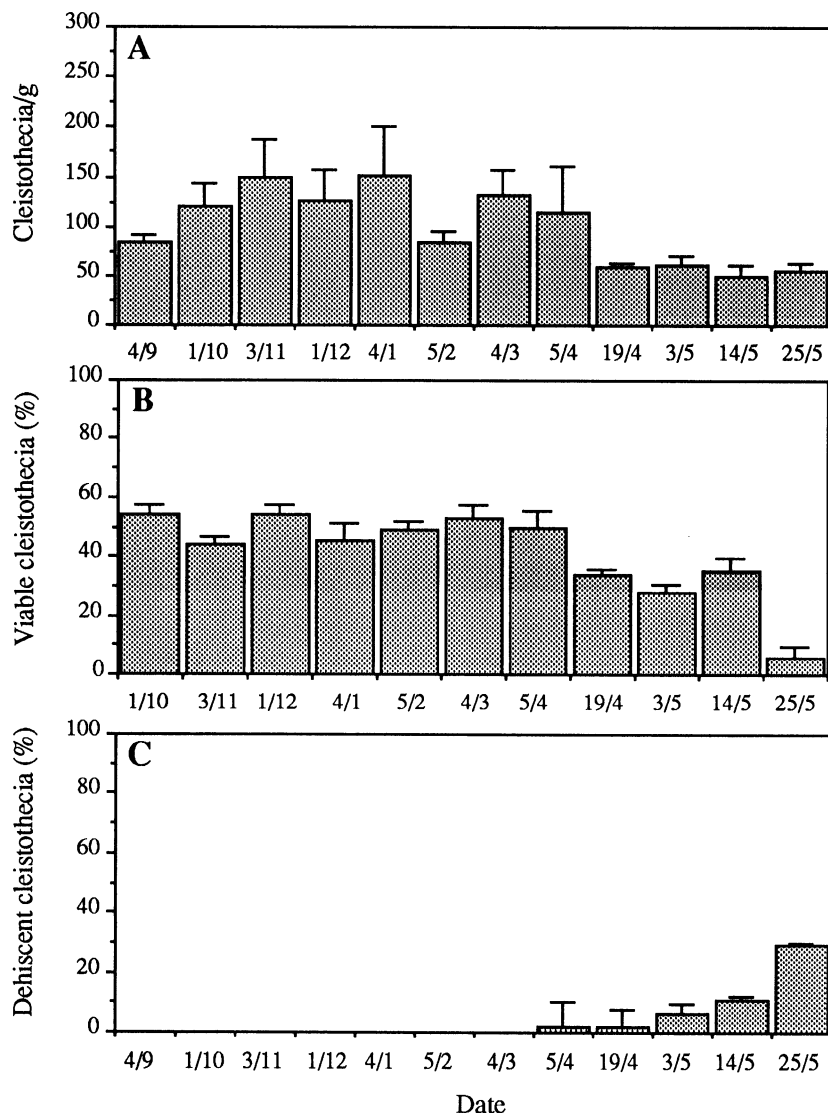 A
Cleistothecia/g
300
250
200
150
100
50
0
4/9 1/10 3/11 1/12 4/1 5/2 4/3 5/4 19/4 3/5 14/5 25/5
B
Viable cleistothecia (%)
100
80
60
40
20
0
1/10 3/11 1/12 4/1 5/2 4/3 5/4 19/4 3/5 14/5 25/5
C
Dehiscent cleistothecia (%)
100
80
60
40
20
0
4/9 1/10 3/11 1/12 4/1 5/2 4/3 5/4 19/4 3/5 14/5 25/5
Date